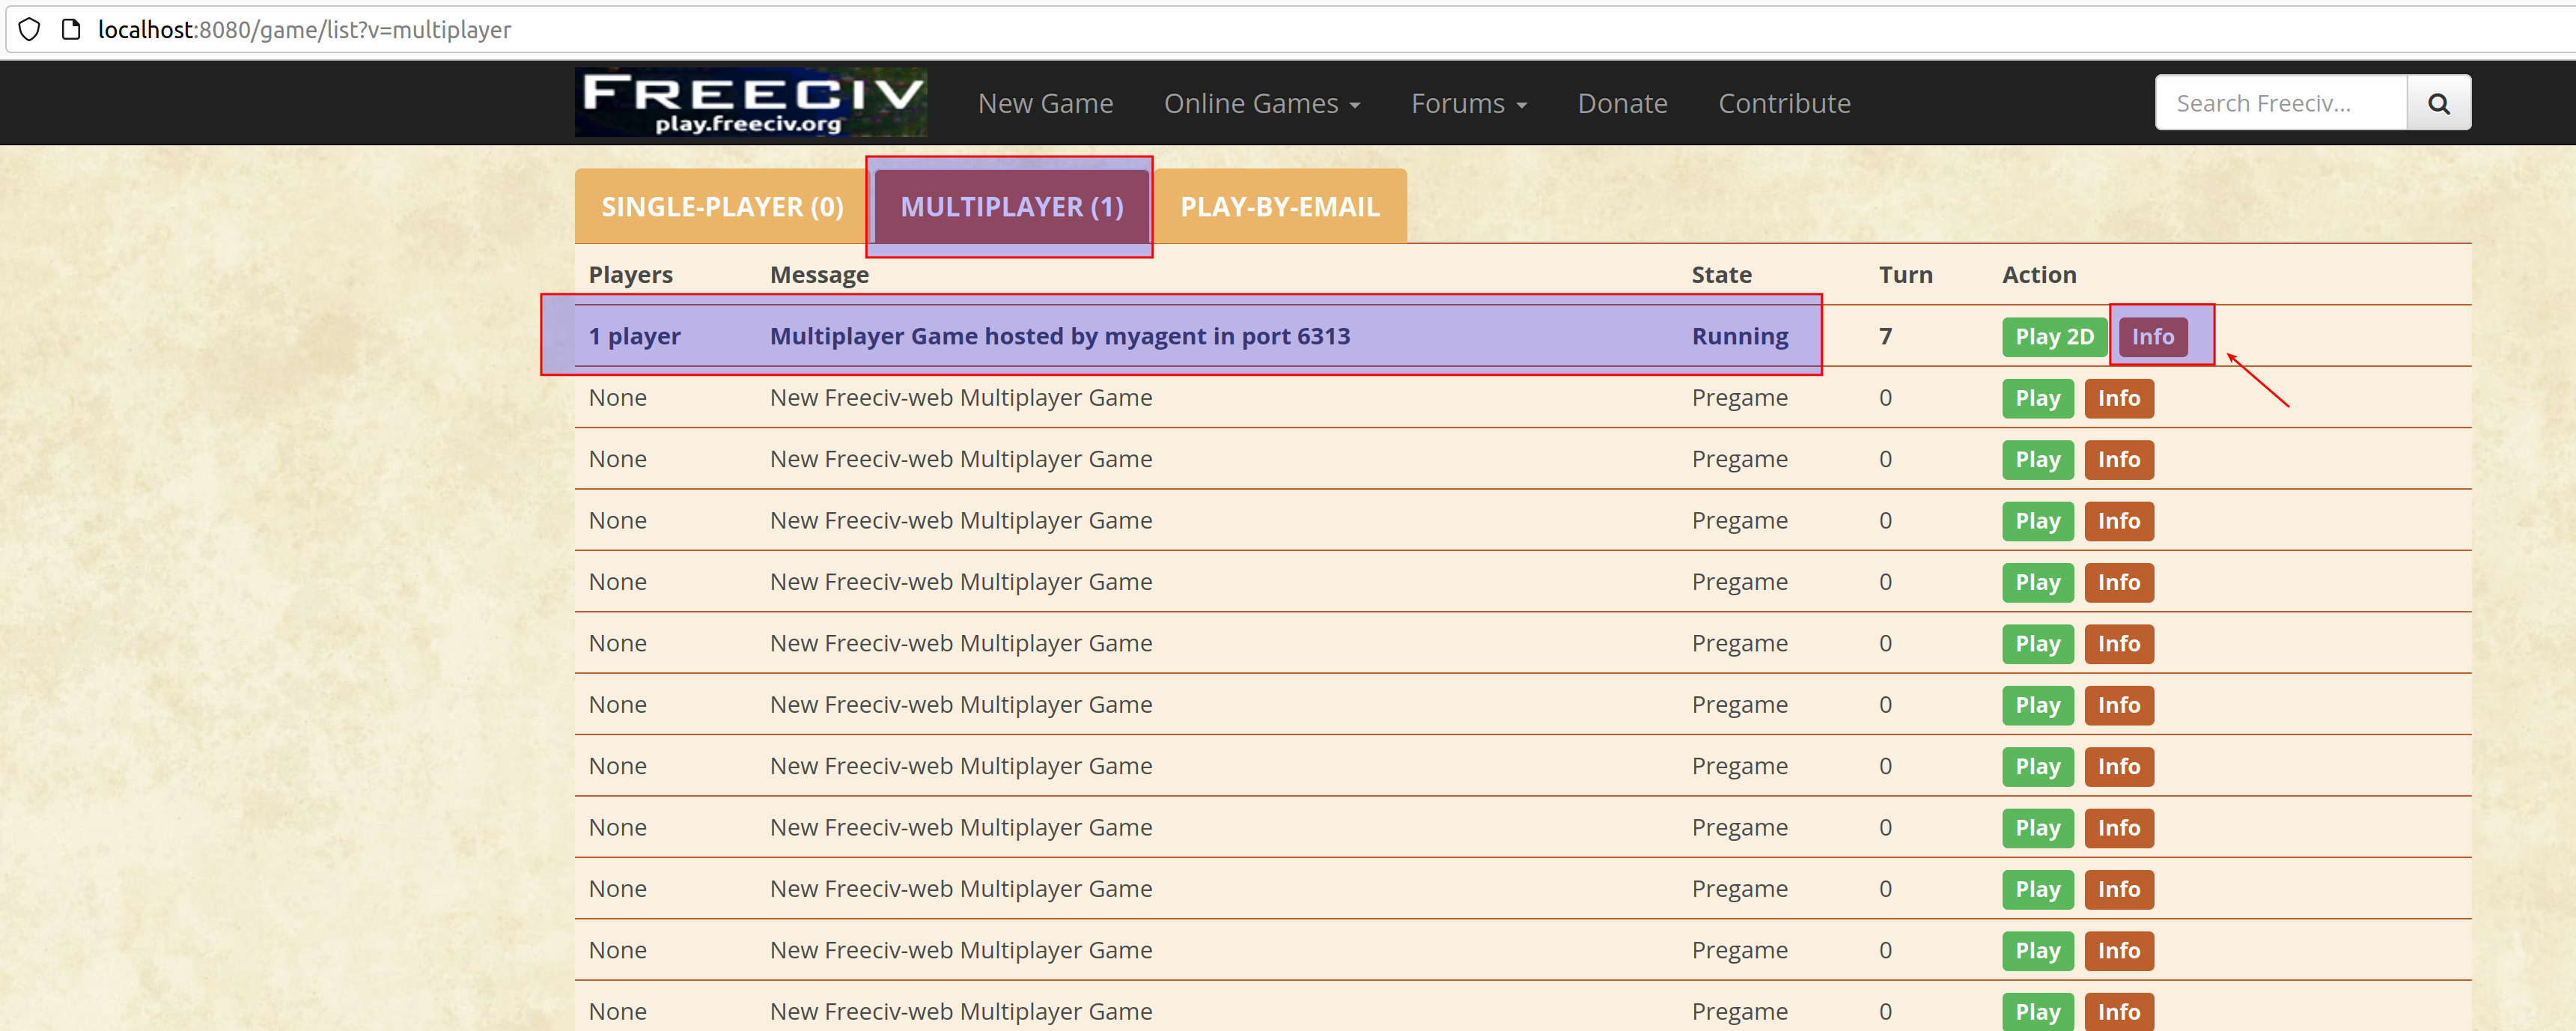 localhost:8080/game/list?v=multiplayer
FREECIV
play.freeciv.org
New Game Online Games Forums Donate Contribute Search Freeciv...
SINGLE-PLAYER (0) MULTIPLAYER (1) PLAY-BY-EMAIL
Players Message State Turn Action
1 player Multiplayer Game hosted by myagent in port 6313 Running 7 Play 2D Info
None New Freeciv-web Multiplayer Game Pregame 0 Play Info
None New Freeciv-web Multiplayer Game Pregame 0 Play Info
None New Freeciv-web Multiplayer Game Pregame 0 Play Info
None New Freeciv-web Multiplayer Game Pregame 0 Play Info
None New Freeciv-web Multiplayer Game Pregame 0 Play Info
None New Freeciv-web Multiplayer Game Pregame 0 Play Info
None New Freeciv-web Multiplayer Game Pregame 0 Play Info
None New Freeciv-web Multiplayer Game Pregame 0 Play Info
None New Freeciv-web Multiplayer Game Pregame 0 Play Info
None New Freeciv-web Multiplayer Game Pregame 0 Play Info
None New Freeciv-web Multiplayer Game Pregame 0 Play Info